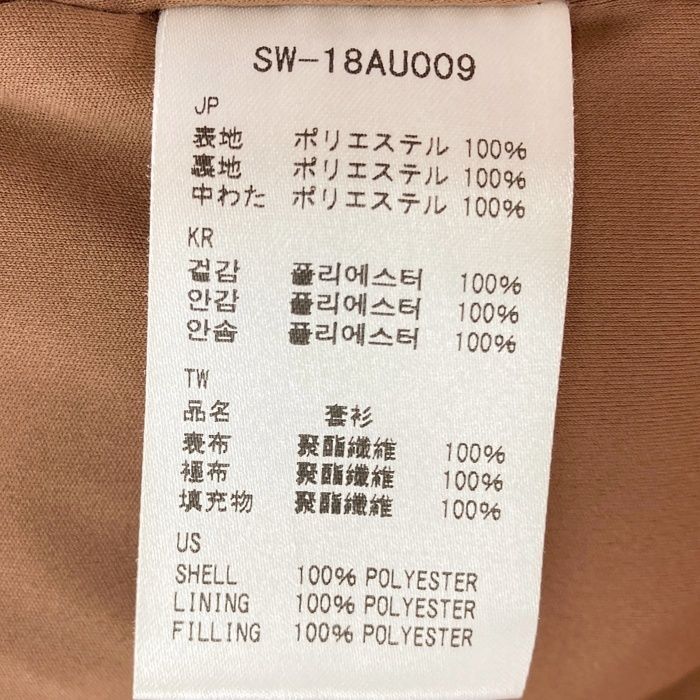 SW-18AU009
JP
表地 ポリエステル 100%
裏地 ポリエステル 100%
中わた ポリエステル 100%
KR
겉감 폴리에스터 100%
안감 폴리에스터 100%
안솜 폴리에스터 100%
TW
品名 套衫
表布 聚酯纖維 100%
裡布 聚酯纖維 100%
填充物 聚酯纖維 100%
US
SHELL 100% POLYESTER
LINING 100% POLYESTER
FILLING 100% POLYESTER